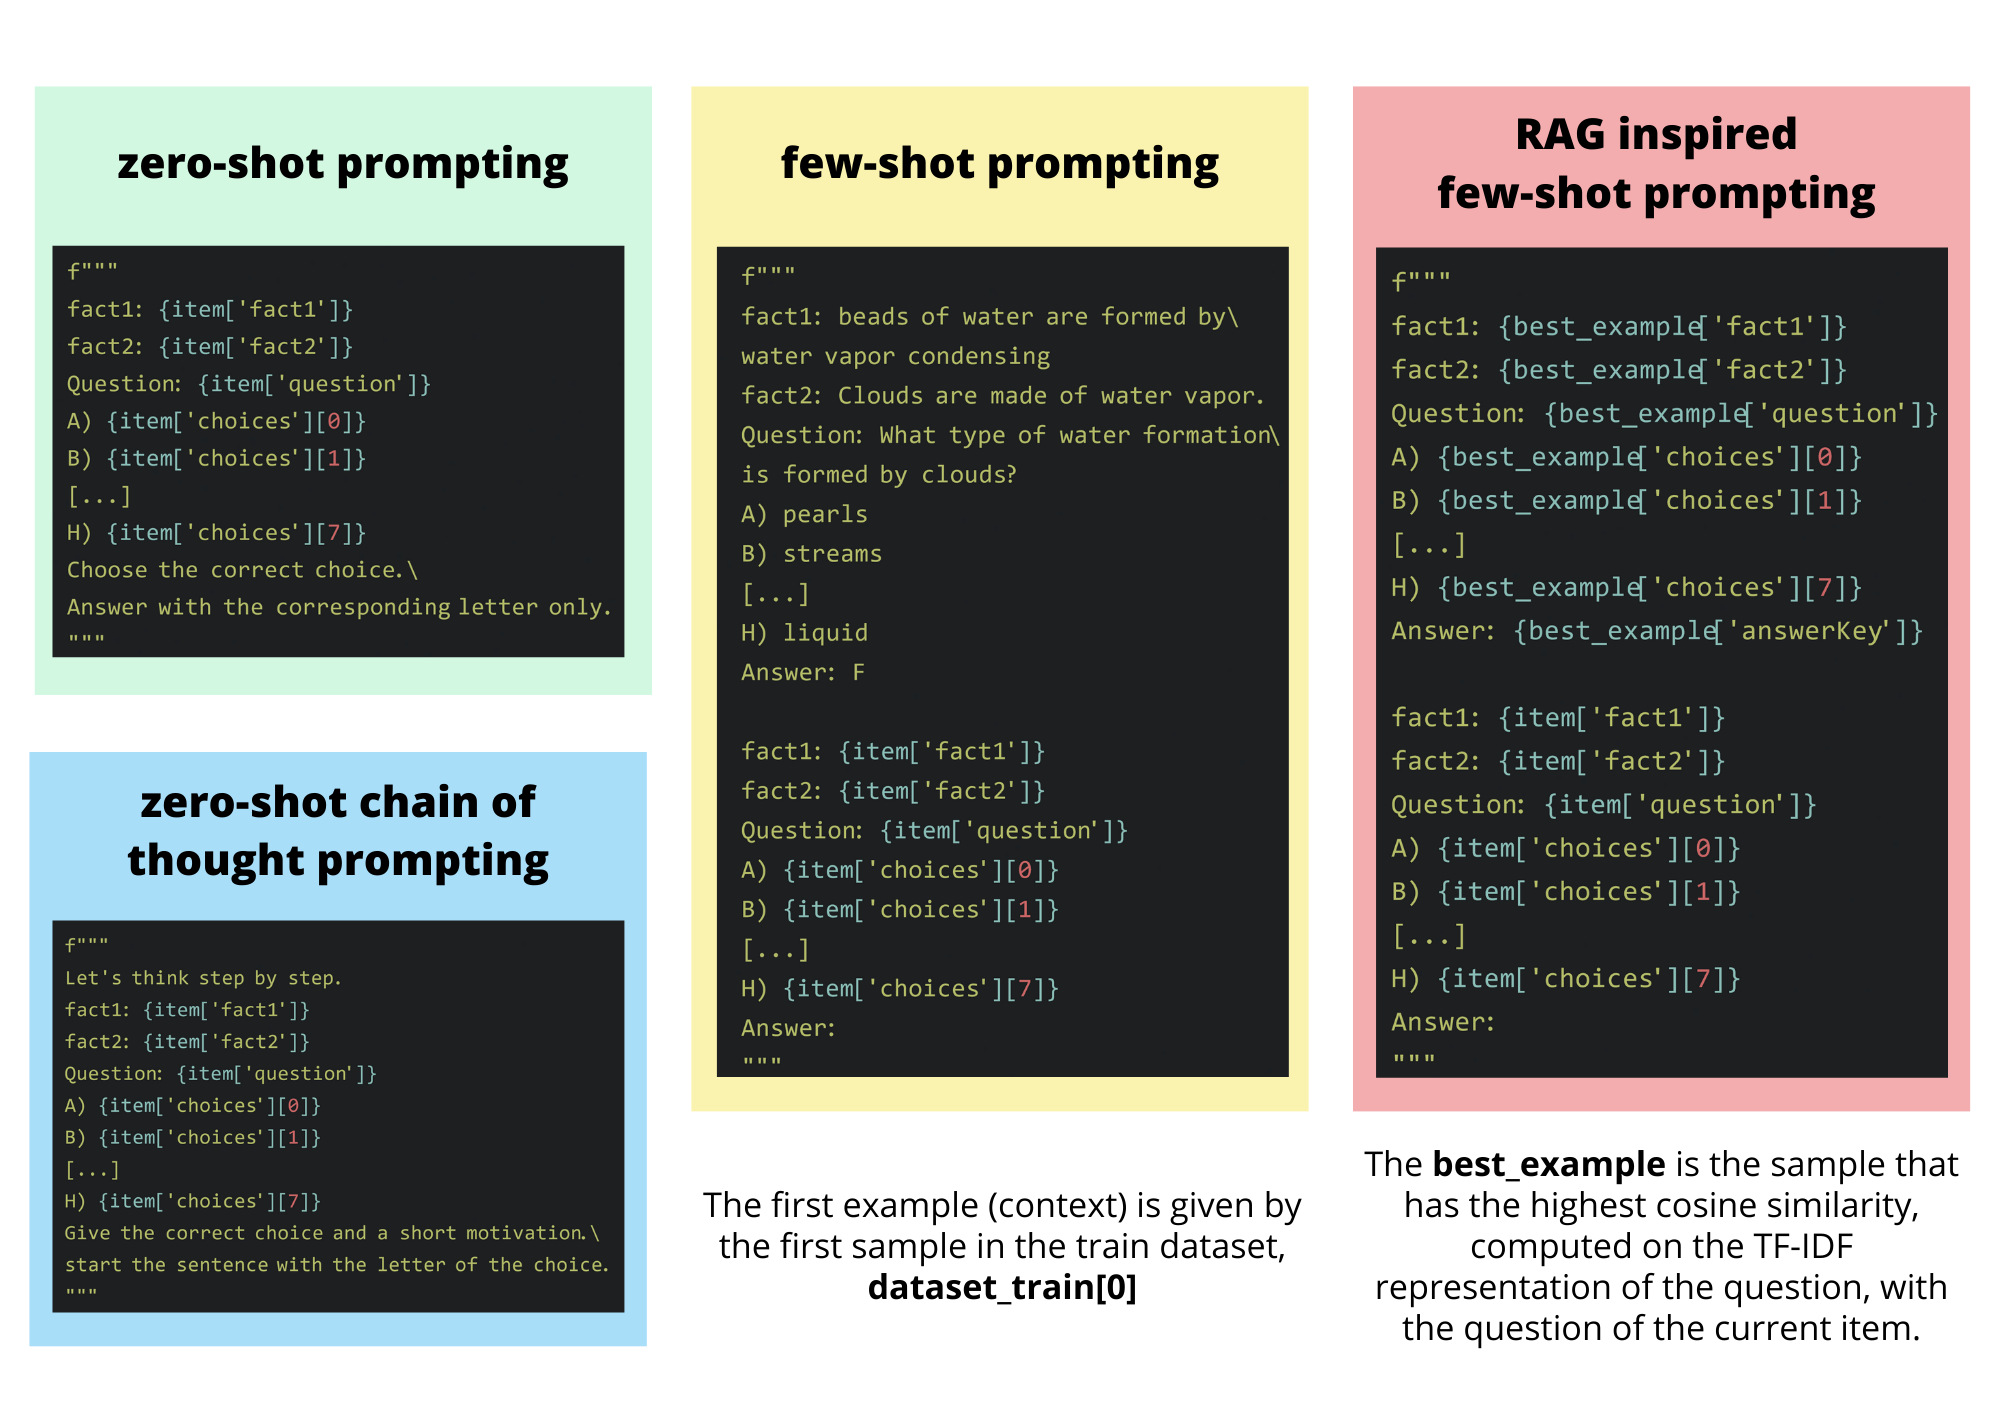 zero-shot prompting
f"""
fact1: {item['fact1']}
fact2: {item['fact2']}
Question: {item['question']}
A) {item['choices'][0]}
B) {item['choices'][1]}
[...]
H) {item['choices'][7]}
Choose the correct choice.\
Answer with the corresponding letter only.
"""
zero-shot chain of
thought prompting
f"""
Let's think step by step.
fact1: {item['fact1']}
fact2: {item['fact2']}
Question: {item['question']}
A) {item['choices'][0]}
B) {item['choices'][1]}
[...]
H) {item['choices'][7]}
Give the correct choice and a short motivation.\
start the sentence with the letter of the choice.
"""
few-shot prompting
f"""
fact1: beads of water are formed by\
water vapor condensing
fact2: Clouds are made of water vapor.
Question: What type of water formation\
is formed by clouds?
A) pearls
B) streams
[...]
H) liquid
Answer: F
fact1: {item['fact1']}
fact2: {item['fact2']}
Question: {item['question']}
A) {item['choices'][0]}
B) {item['choices'][1]}
[...]
H) {item['choices'][7]}
Answer:
"""
The first example (context) is given by
the first sample in the train dataset,
dataset_train[0]
RAG inspired
few-shot prompting
f"""
fact1: {best_example['fact1']}
fact2: {best_example['fact2']}
Question: {best_example['question']}
A) {best_example['choices'][0]}
B) {best_example['choices'][1]}
[...]
H) {best_example['choices'][7]}
Answer: {best_example['answerKey']}
fact1: {item['fact1']}
fact2: {item['fact2']}
Question: {item['question']}
A) {item['choices'][0]}
B) {item['choices'][1]}
[...]
H) {item['choices'][7]}
Answer:
"""
The best_example is the sample that
has the highest cosine similarity,
computed on the TF-IDF
representation of the question, with
the question of the current item.